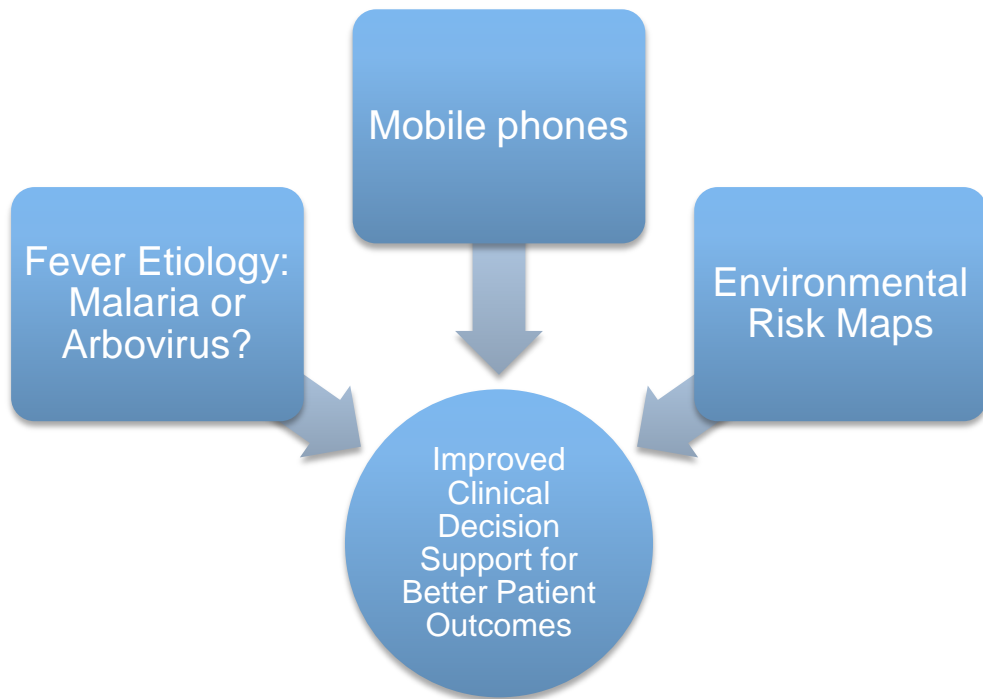 Mobile phones
Fever Etiology:
Malaria or
Arbovirus?
Environmental
Risk Maps
Improved
Clinical
Decision
Support for
Better Patient
Outcomes